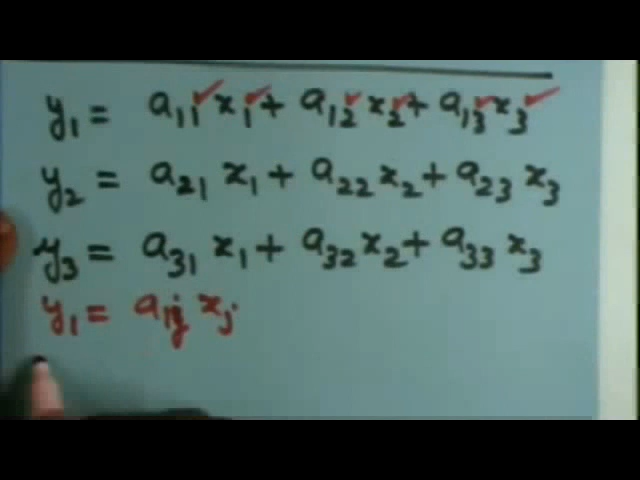 y₁ = a₁₁ x₁ + a₁₂ x₂ + a₁₃ x₃
y₂ = a₂₁ x₁ + a₂₂ x₂ + a₂₃ x₃
y₃ = a₃₁ x₁ + a₃₂ x₂ + a₃₃ x₃
y₁ = a₁ⱼ xⱼ